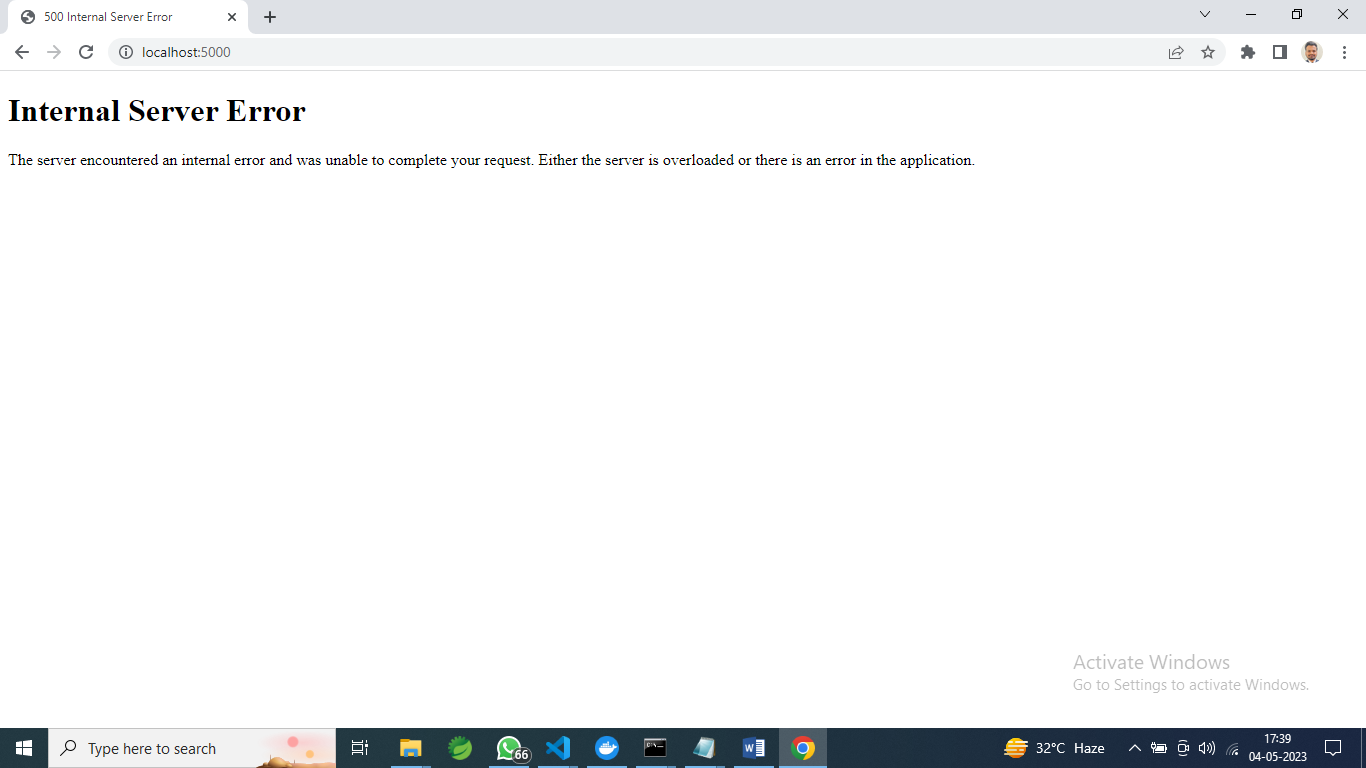 500 Internal Server Error
localhost:5000
Internal Server Error
The server encountered an internal error and was unable to complete your request. Either the server is overloaded or there is an error in the application.
Activate Windows
Go to Settings to activate Windows.
Type here to search
66
32°C Haze
17:39
04-05-2023